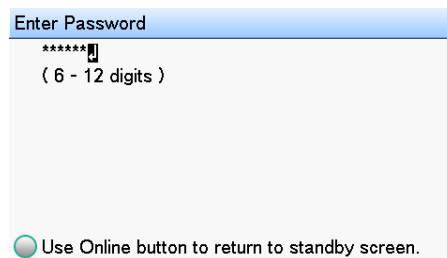 Enter Password
******↲
( 6 - 12 digits )
Use Online button to return to standby screen.